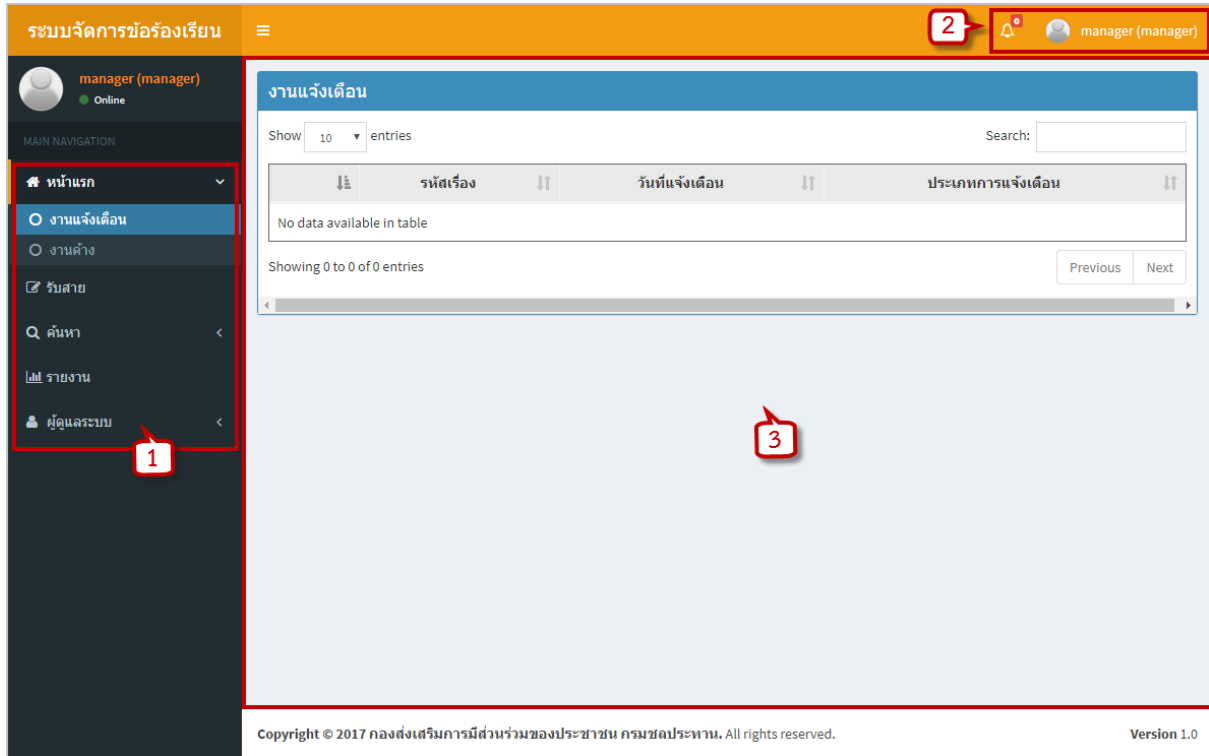 ระบบจัดการข้อร้องเรียน
2
0
manager (manager)
manager (manager)
Online
MAIN NAVIGATION
หน้าแรก
งานแจ้งเตือน
งานค้าง
รับสาย
ค้นหา
รายงาน
ผู้ดูแลระบบ
1
งานแจ้งเตือน
Show 10 entries
Search:
รหัสเรื่อง วันที่แจ้งเตือน ประเภทการแจ้งเตือน
No data available in table
Showing 0 to 0 of 0 entries
Previous Next
3
Copyright © 2017 กองส่งเสริมการมีส่วนร่วมของประชาชน กรมชลประทาน. All rights reserved.
Version 1.0